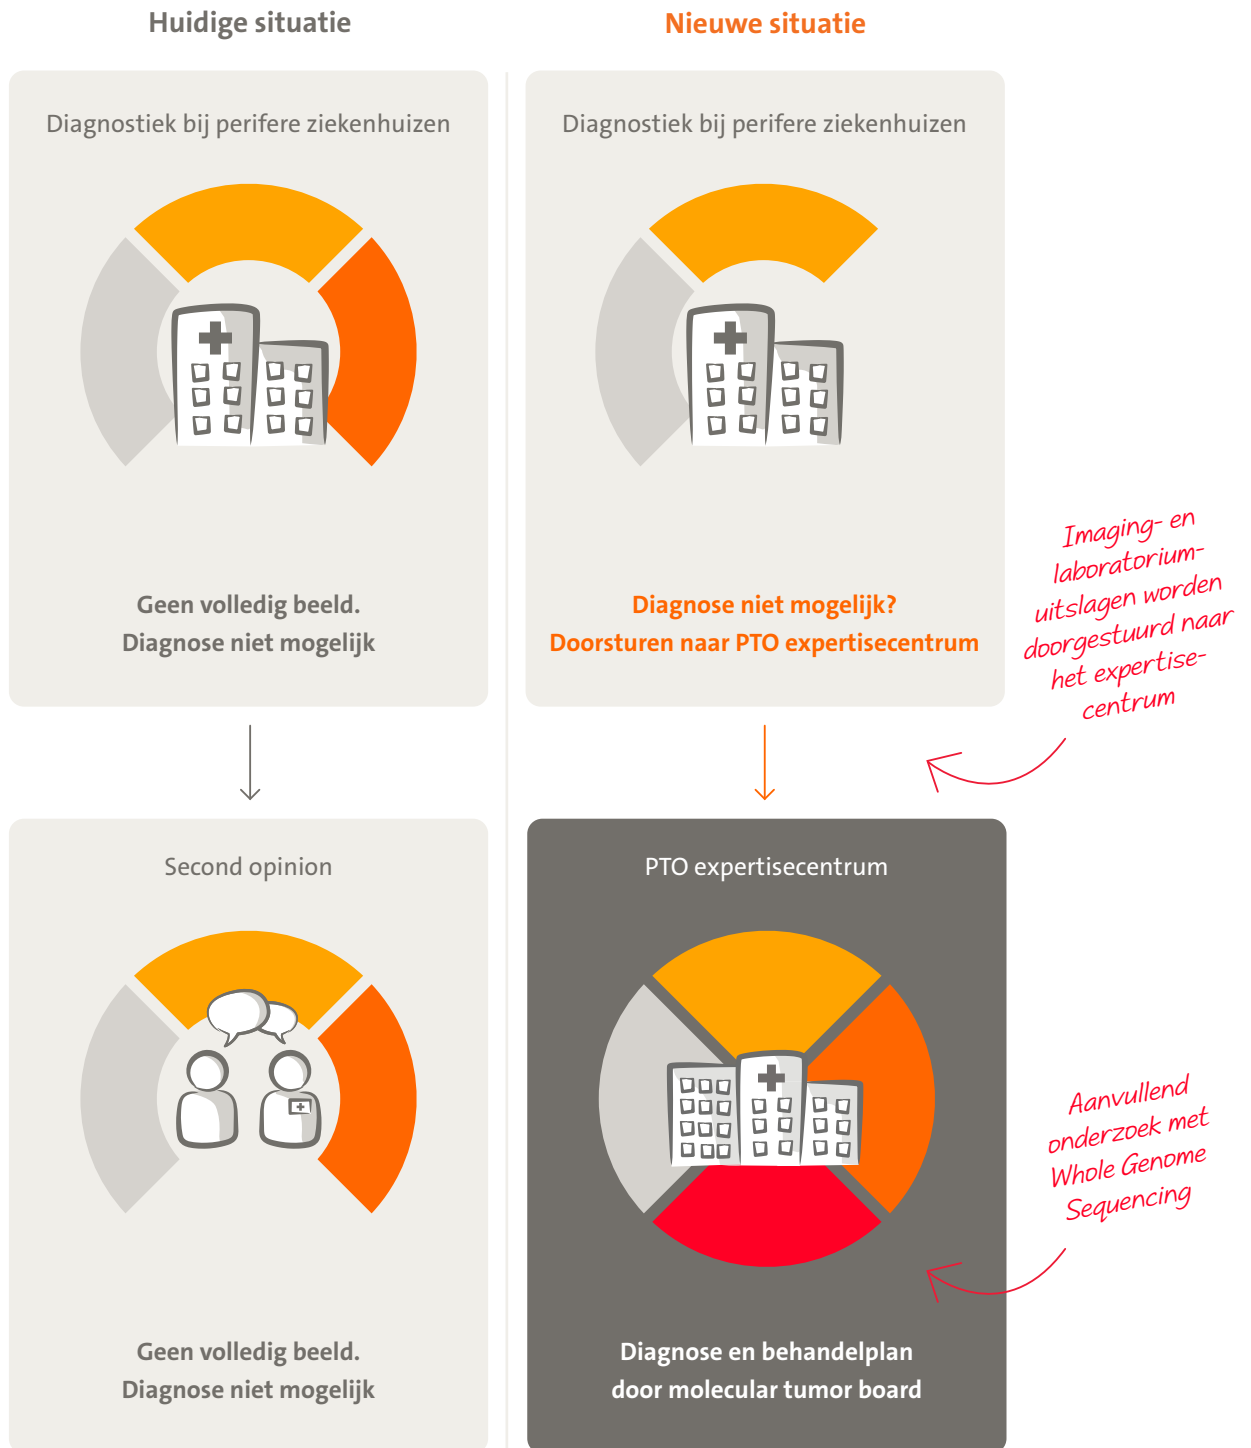 Huidige situatie
Nieuwe situatie
Diagnostiek bij perifere ziekenhuizen
Geen volledig beeld.
Diagnose niet mogelijk
Diagnostiek bij perifere ziekenhuizen
Diagnose niet mogelijk?
Doorsturen naar PTO expertisecentrum
Imaging- en
laboratorium-
uitslagen worden
doorgestuurd naar
het expertise-
centrum
Second opinion
Geen volledig beeld.
Diagnose niet mogelijk
PTO expertisecentrum
Diagnose en behandelplan
door molecular tumor board
Aanvullend
onderzoek met
Whole Genome
Sequencing